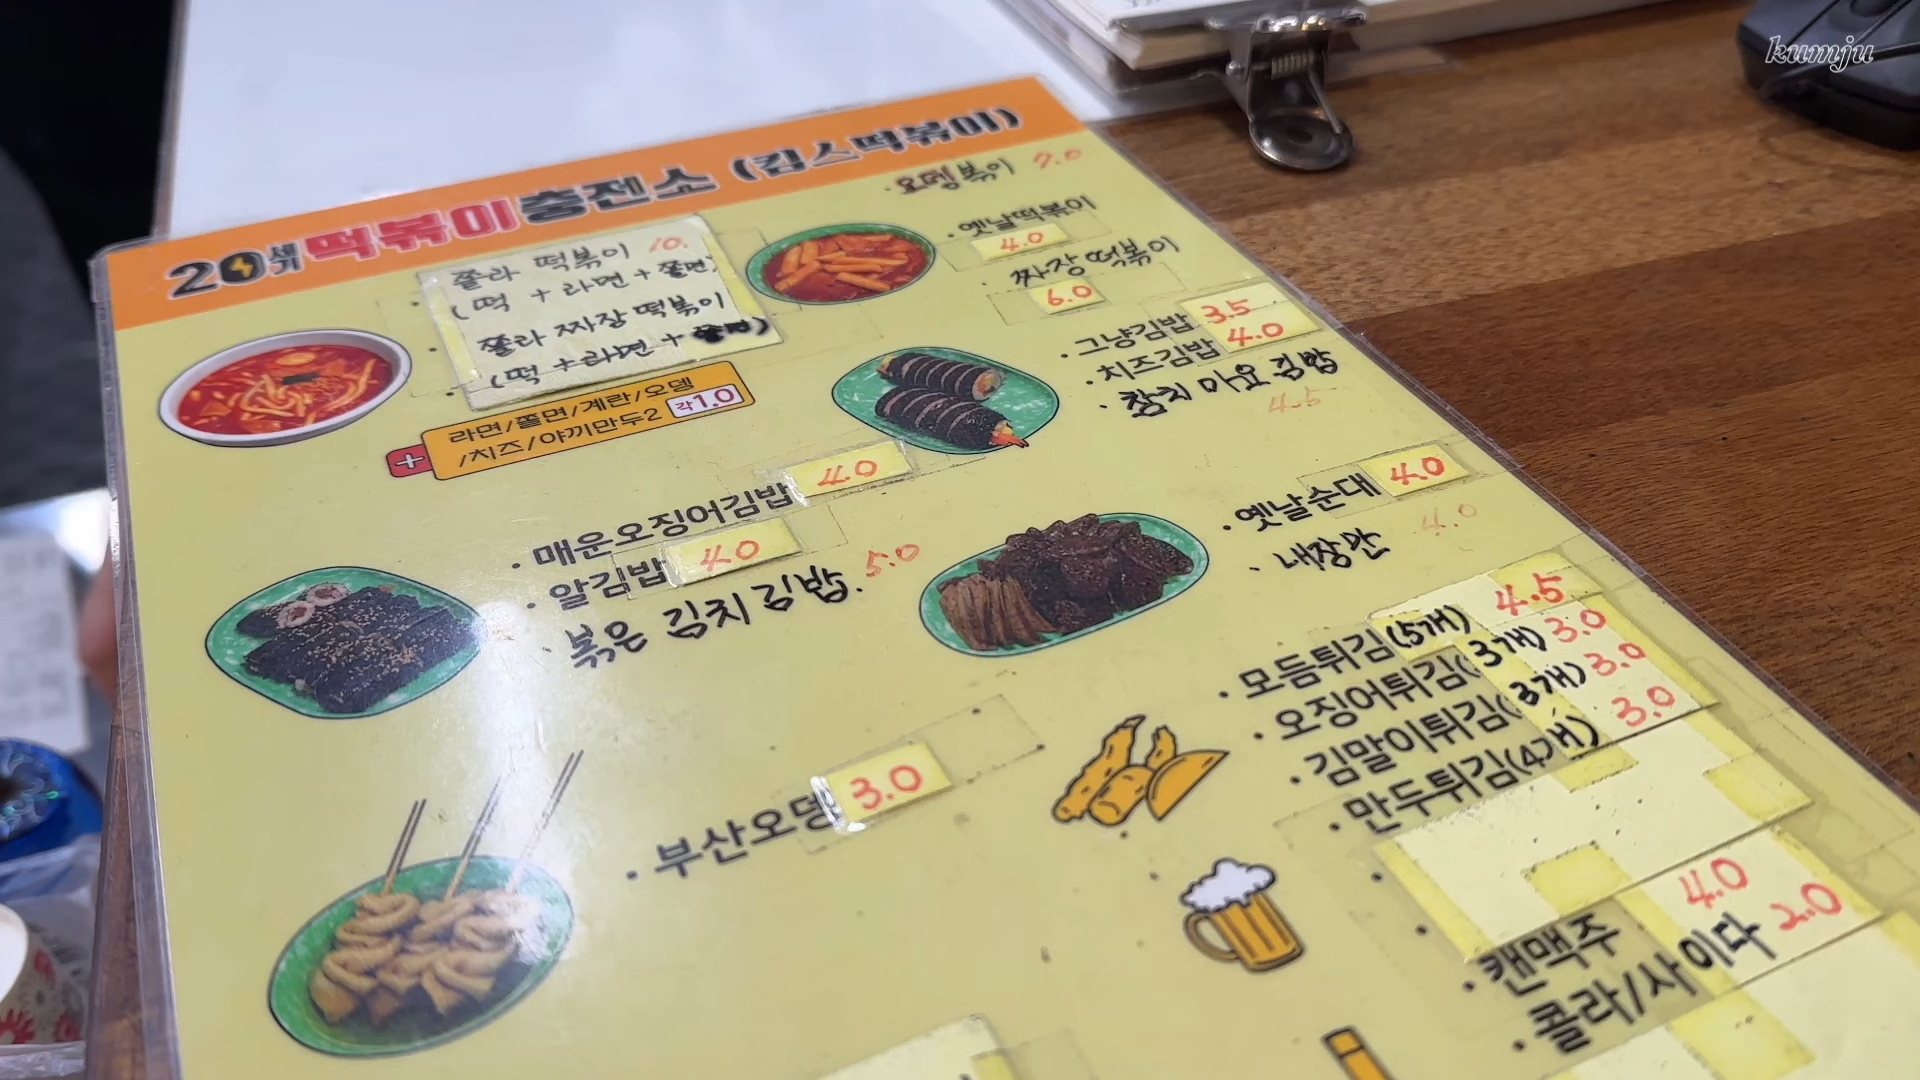 kumju
20세기 떡볶이충전소 (킴스떡볶이)
쫄라 떡볶이 10.
(떡 + 라면 + 쫄면)
쫄라 짜장 떡볶이
(떡 + 라면 + 쫄면)
+ 라면/쫄면/계란/오뎅
/치즈/야끼만두2 각1.0
· 오뎅볶이 7.0
· 옛날떡볶이
4.0
· 짜장 떡볶이
6.0
· 그냥김밥 3.5
· 치즈김밥 4.0
· 참치 마요 김밥
4.5
· 매운오징어김밥 4.0
· 알김밥 4.0
· 볶은 김치 김밥. 5.0
· 옛날순대 4.0
· 내장만 4.0
· 부산오뎅 3.0
· 모듬튀김(5개) 4.5
· 오징어튀김(3개) 3.0
· 김말이튀김(3개) 3.0
· 만두튀김(4개) 3.0
· 캔맥주 4.0
· 콜라/사이다 2.0